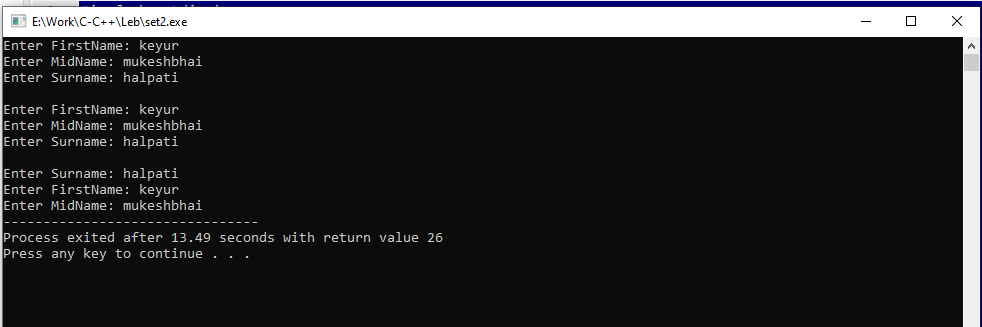 E:\Work\C-C++\Leb\set2.exe
Enter FirstName: keyur
Enter MidName: mukeshbhai
Enter Surname: halpati
Enter FirstName: keyur
Enter MidName: mukeshbhai
Enter Surname: halpati
Enter Surname: halpati
Enter FirstName: keyur
Enter MidName: mukeshbhai
--------------------------------
Process exited after 13.49 seconds with return value 26
Press any key to continue . . .